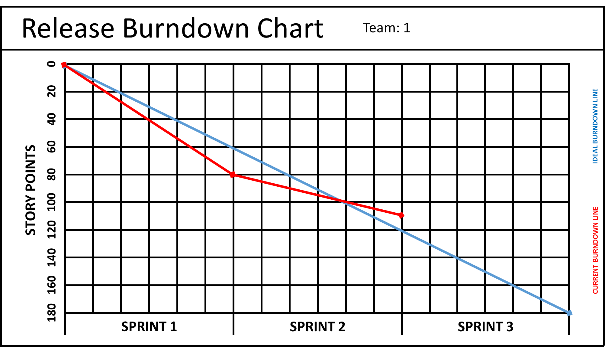 Release Burndown Chart
Team: 1
STORY POINTS
0
20
40
60
80
100
120
140
160
180
SPRINT 1
SPRINT 2
SPRINT 3
IDEAL BURNDOWN LINE
CURRENT BURNDOWN LINE